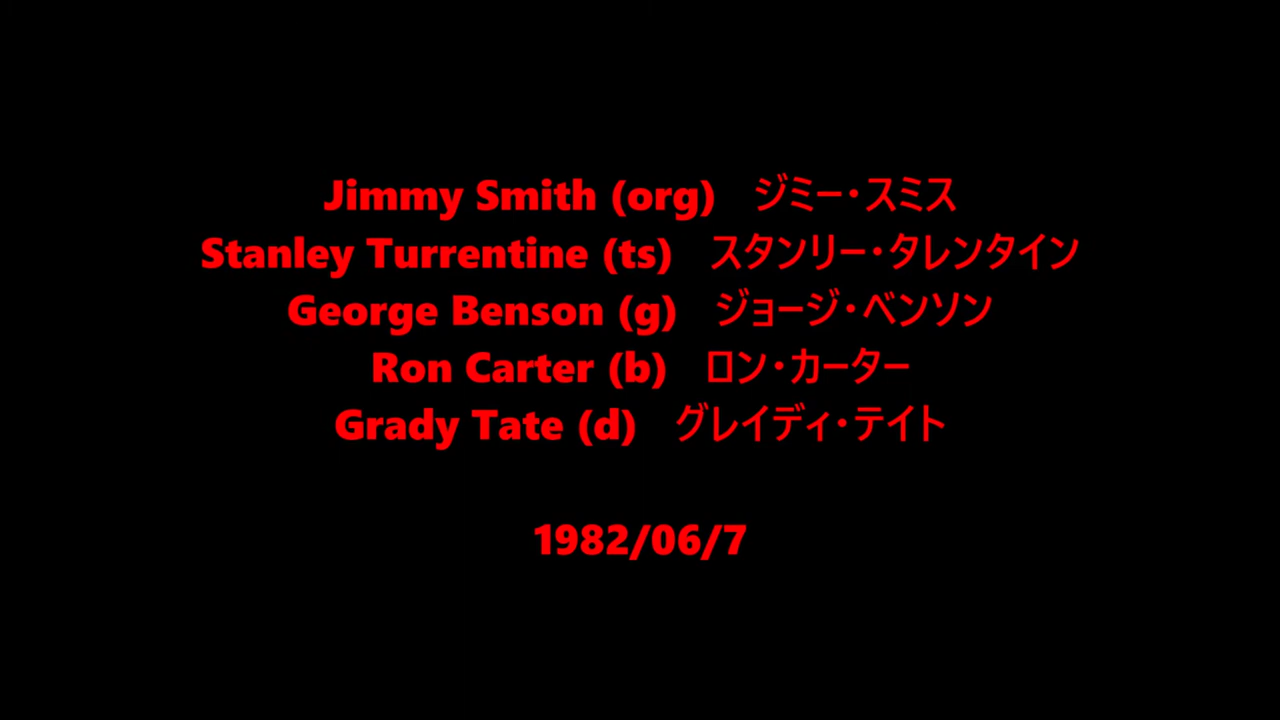 Jimmy Smith (org)　ジミー・スミス
Stanley Turrentine (ts)　スタンリー・タレンタイン
George Benson (g)　ジョージ・ベンソン
Ron Carter (b)　ロン・カーター
Grady Tate (d)　グレイディ・テイト
1982/06/7